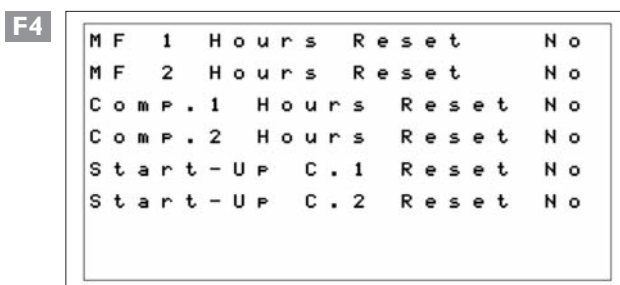 F4
MF 1 Hours Reset No
MF 2 Hours Reset No
Comp.1 Hours Reset No
Comp.2 Hours Reset No
Start-Up C.1 Reset No
Start-Up C.2 Reset No